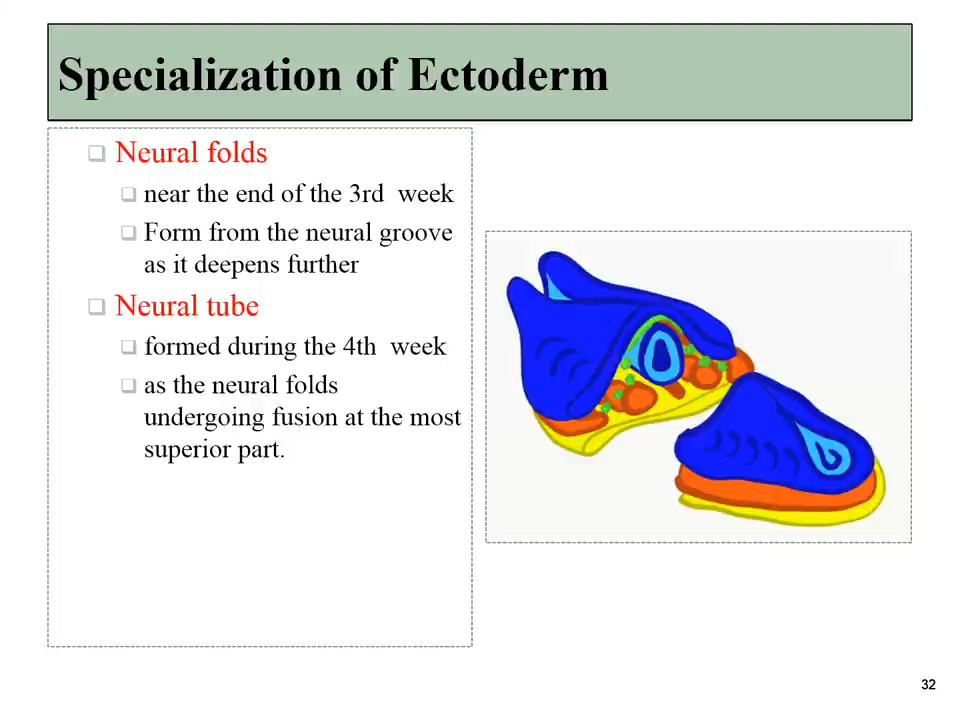 Specialization of Ectoderm
Neural folds
near the end of the 3rd week
Form from the neural groove
as it deepens further
Neural tube
formed during the 4th week
as the neural folds
undergoing fusion at the most
superior part.
32